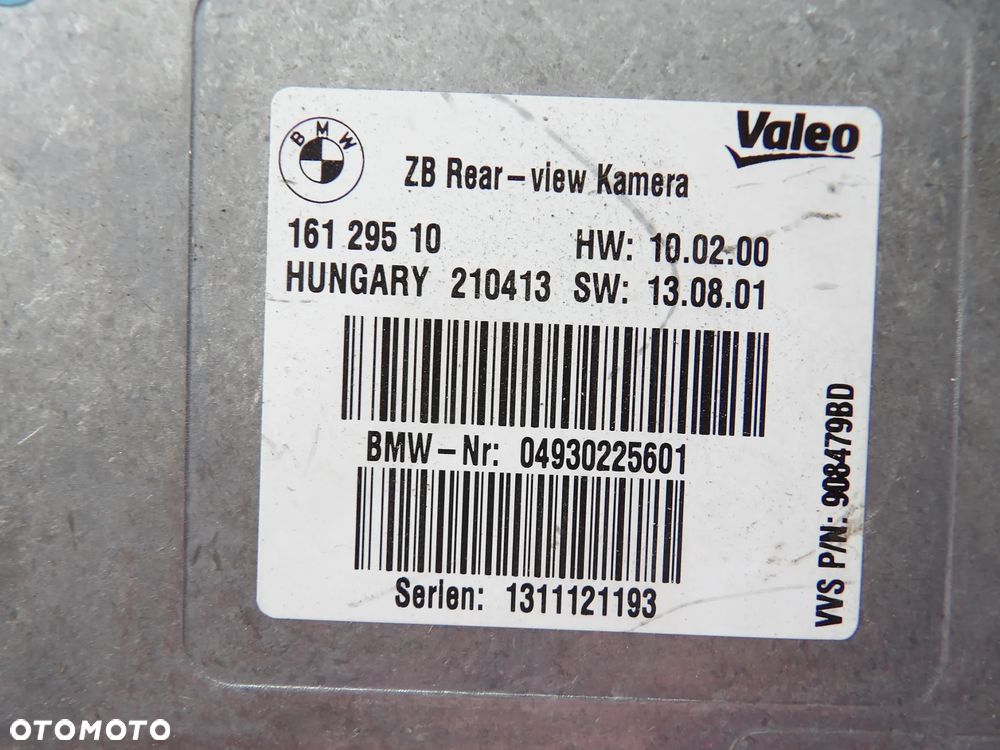 BMW
Valeo
ZB Rear-view Kamera
161 295 10 HW: 10.02.00
HUNGARY 210413 SW: 13.08.01
BMW-Nr: 04930225601
Serien: 1311121193
VVS P/N: 908479BD
OTOMOTO